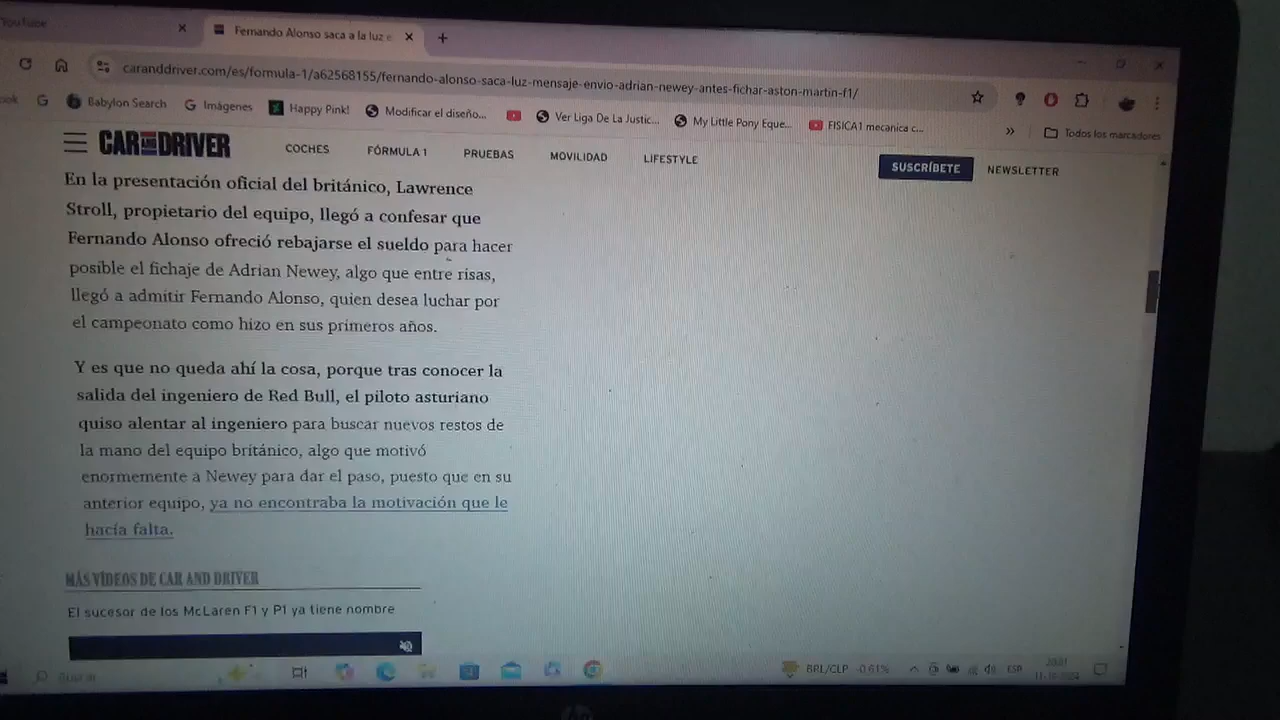 YouTube
Fernando Alonso saca a la luz e
caranddriver.com/es/formula-1/a62568155/fernando-alonso-saca-luz-mensaje-envio-adrian-newey-antes-fichar-aston-martin-f1/
ook
Babylon Search
Imágenes
Happy Pink!
Modificar el diseño...
Ver Liga De La Justic...
My Little Pony Eque...
FISICA1 mecanica c...
»
Todos los marcadores
CAR AND DRIVER
COCHES
FÓRMULA 1
PRUEBAS
MOVILIDAD
LIFESTYLE
SUSCRÍBETE
NEWSLETTER
En la presentación oficial del británico, Lawrence
Stroll, propietario del equipo, llegó a confesar que
Fernando Alonso ofreció rebajarse el sueldo para hacer
posible el fichaje de Adrian Newey, algo que entre risas,
llegó a admitir Fernando Alonso, quien desea luchar por
el campeonato como hizo en sus primeros años.
Y es que no queda ahí la cosa, porque tras conocer la
salida del ingeniero de Red Bull, el piloto asturiano
quiso alentar al ingeniero para buscar nuevos restos de
la mano del equipo británico, algo que motivó
enormemente a Newey para dar el paso, puesto que en su
anterior equipo, ya no encontraba la motivación que le
hacía falta.
MÁS VÍDEOS DE CAR AND DRIVER
El sucesor de los McLaren F1 y P1 ya tiene nombre
Buscar
BRL/CLP -0.61%
ESP
hp